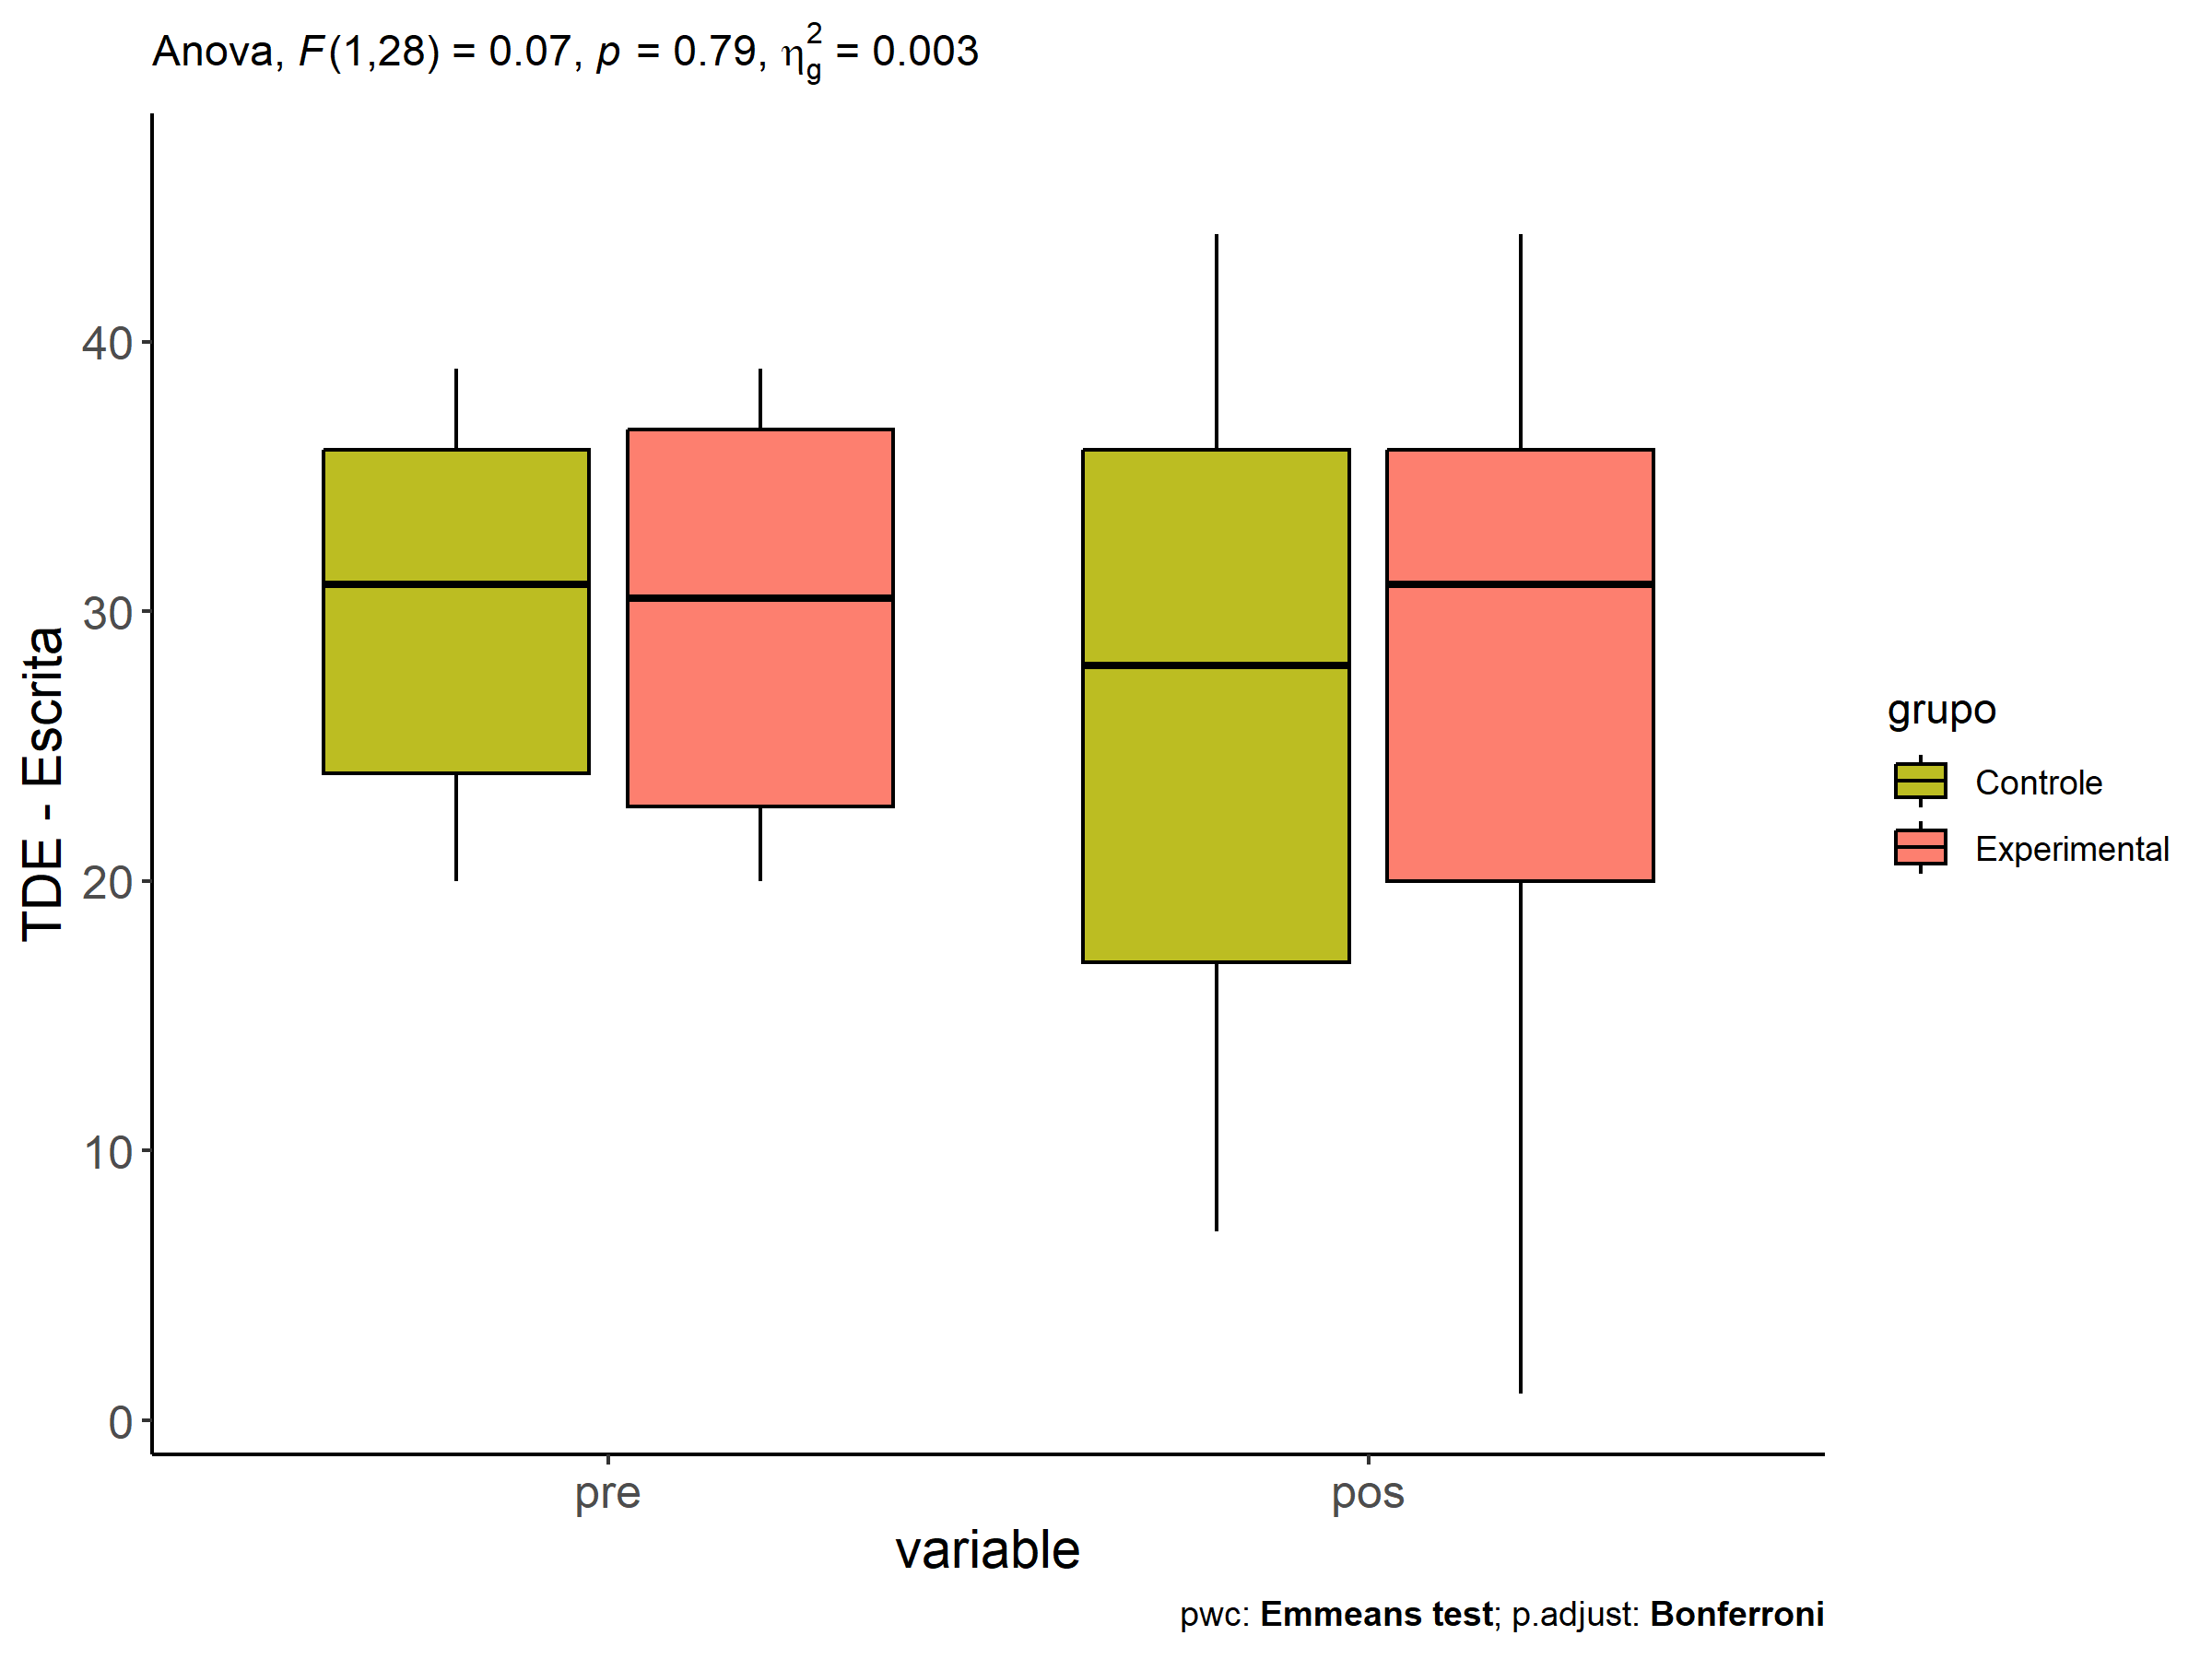 Anova, F(1,28) = 0.07, p = 0.79, η²g = 0.003
TDE - Escrita
40
30
20
10
0
pre
pos
variable
grupo
Controle
Experimental
pwc: Emmeans test; p.adjust: Bonferroni